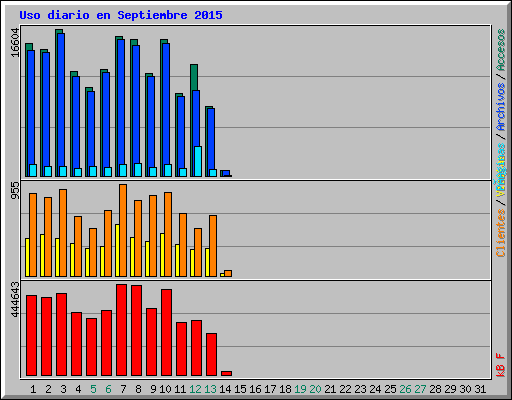 Uso diario en Septiembre 2015
16604
955
444643
Clientes / / Archivos / Accesos
kB F
1 2 3 4 5 6 7 8 9 10 11 12 13 14 15 16 17 18 19 20 21 22 23 24 25 26 27 28 29 30 31